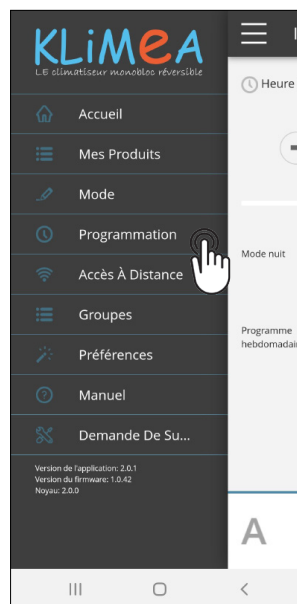 KLiMeA
LE climatiseur monobloc réversible
Accueil
Mes Produits
Mode
Programmation
Accès À Distance
Groupes
Préférences
Manuel
Demande De Su...
Version de l'application: 2.0.1
Version du firmware: 1.0.42
Noyau: 2.0.0
Heure
Mode nuit
Programme
hebdomadair
A